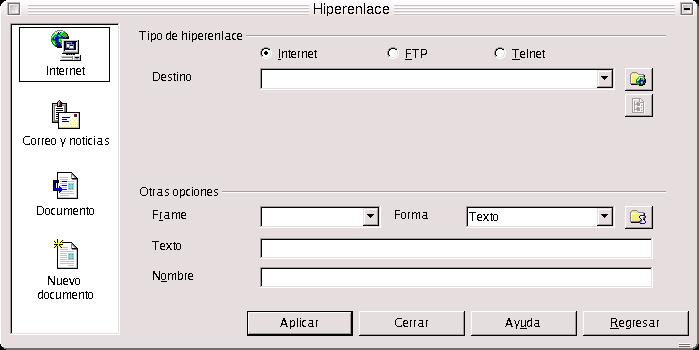 Hiperenlace
Internet
Correo y noticias
Documento
Nuevo
documento
Tipo de hiperenlace
Internet
FTP
Telnet
Destino
Otras opciones
Frame
Forma
Texto
Texto
Nombre
Aplicar
Cerrar
Ayuda
Regresar